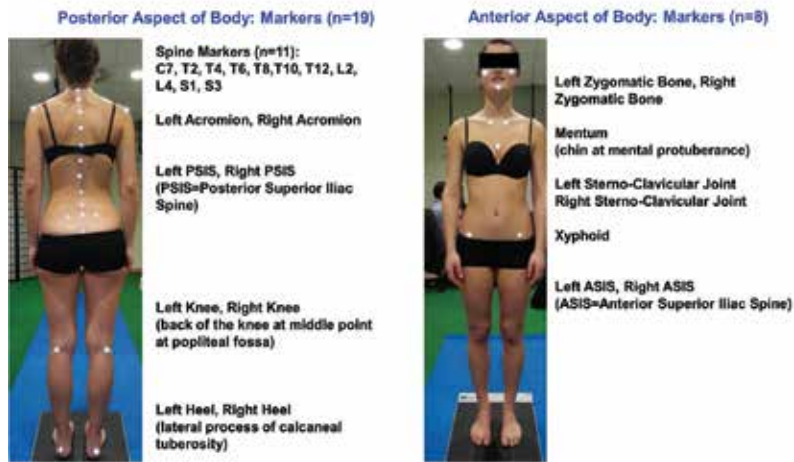 Posterior Aspect of Body: Markers (n=19)
Spine Markers (n=11):
C7, T2, T4, T6, T8,T10, T12, L2,
L4, S1, S3
Left Acromion, Right Acromion
Left PSIS, Right PSIS
(PSIS=Posterior Superior Iliac
Spine)
Left Knee, Right Knee
(back of the knee at middle point
at popliteal fossa)
Left Heel, Right Heel
(lateral process of calcaneal
tuberosity)
Anterior Aspect of Body: Markers (n=8)
Left Zygomatic Bone, Right
Zygomatic Bone
Mentum
(chin at mental protuberance)
Left Sterno-Clavicular Joint
Right Sterno-Clavicular Joint
Xyphoid
Left ASIS, Right ASIS
(ASIS=Anterior Superior Iliac Spine)